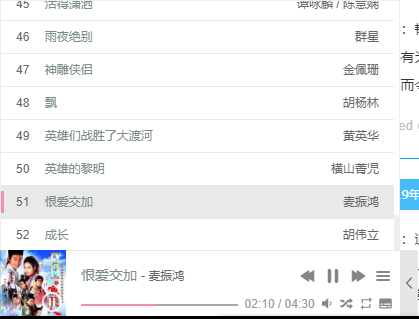 45 活得潇洒 谭咏麟 / 陈慧娴
46 雨夜绝别 群星
47 神雕侠侣 金佩珊
48 飘 胡杨林
49 英雄们战胜了大渡河 黄英华
50 英雄的黎明 横山菁児
51 恨爱交加 麦振鸿
52 成长 胡伟立
恨爱交加 - 麦振鸿
02:10 / 04:30
有
而令
ed
9年